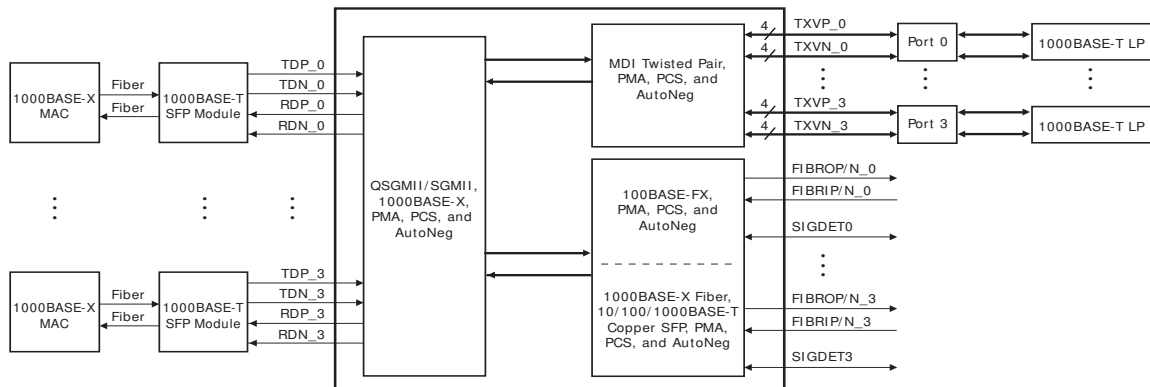 1000BASE-X
MAC
Fiber
Fiber
1000BASE-T
SFP Module
TDP_0
TDN_0
RDP_0
RDN_0
1000BASE-X
MAC
Fiber
Fiber
1000BASE-T
SFP Module
TDP_3
TDN_3
RDP_3
RDN_3
QSGMII/SGMII,
1000BASE-X,
PMA, PCS, and
AutoNeg
MDI Twisted Pair,
PMA, PCS, and
AutoNeg
100BASE-FX,
PMA, PCS, and
AutoNeg
1000BASE-X Fiber,
10/100/1000BASE-T
Copper SFP, PMA,
PCS, and AutoNeg
4 TXVP_0
4 TXVN_0
4 TXVP_3
4 TXVN_3
Port 0
Port 3
1000BASE-T LP
1000BASE-T LP
FIBROP/N_0
FIBRIP/N_0
SIGDET0
FIBROP/N_3
FIBRIP/N_3
SIGDET3